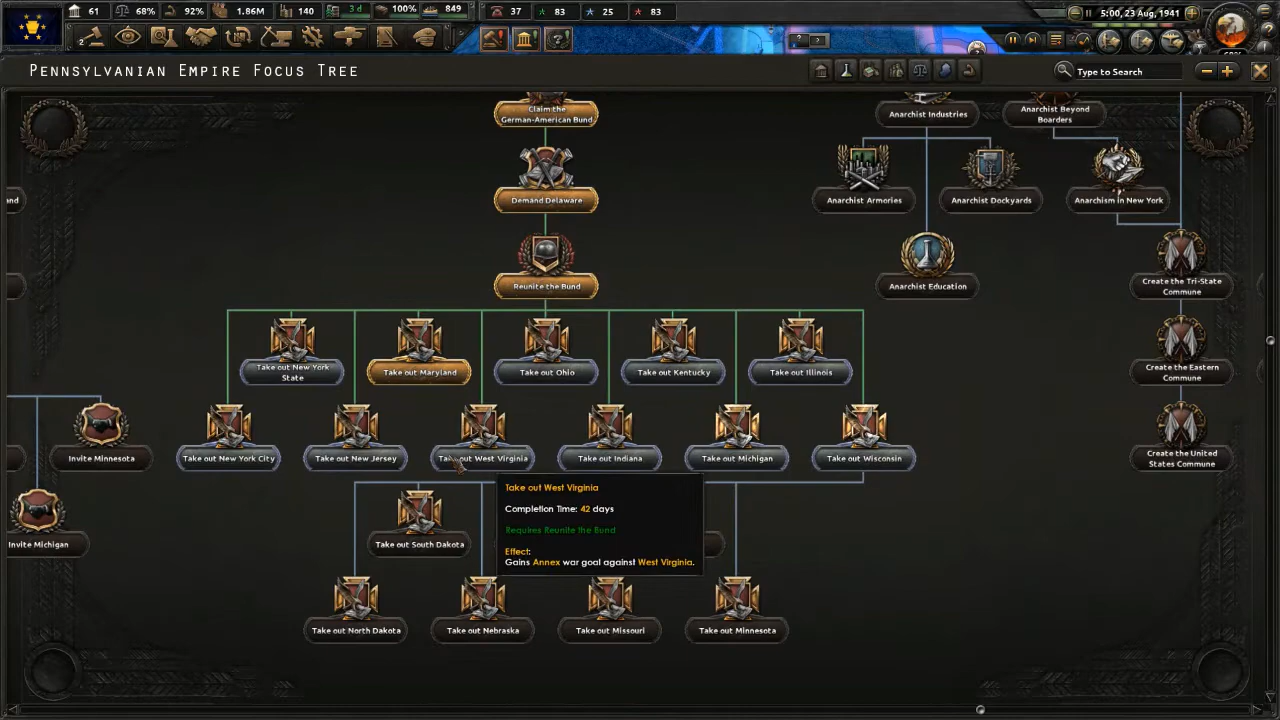 61 68% 92% 1.86M 140 3 d 100% 849 37 83 25 83
5:00, 23 Aug, 1941
Pennsylvanian Empire Focus Tree
Type to Search
Claim the
German-American Bund
Anarchist Industries
Anarchist Beyond
Boarders
Demand Delaware
Anarchist Armories
Anarchist Dockyards
Anarchism in New York
Reunite the Bund
Anarchist Education
Create the Tri-State
Commune
Take out New York
State
Take out Maryland
Take out Ohio
Take out Kentucky
Take out Illinois
Create the Eastern
Commune
Invite Minnesota
Take out New York City
Take out New Jersey
Take out West Virginia
Take out Indiana
Take out Michigan
Take out Wisconsin
Create the United
States Commune
Take out West Virginia
Completion Time: 42 days
Requires Reunite the Bund
Effect:
Gains Annex war goal against West Virginia.
Invite Michigan
Take out South Dakota
Take out North Dakota
Take out Nebraska
Take out Missouri
Take out Minnesota